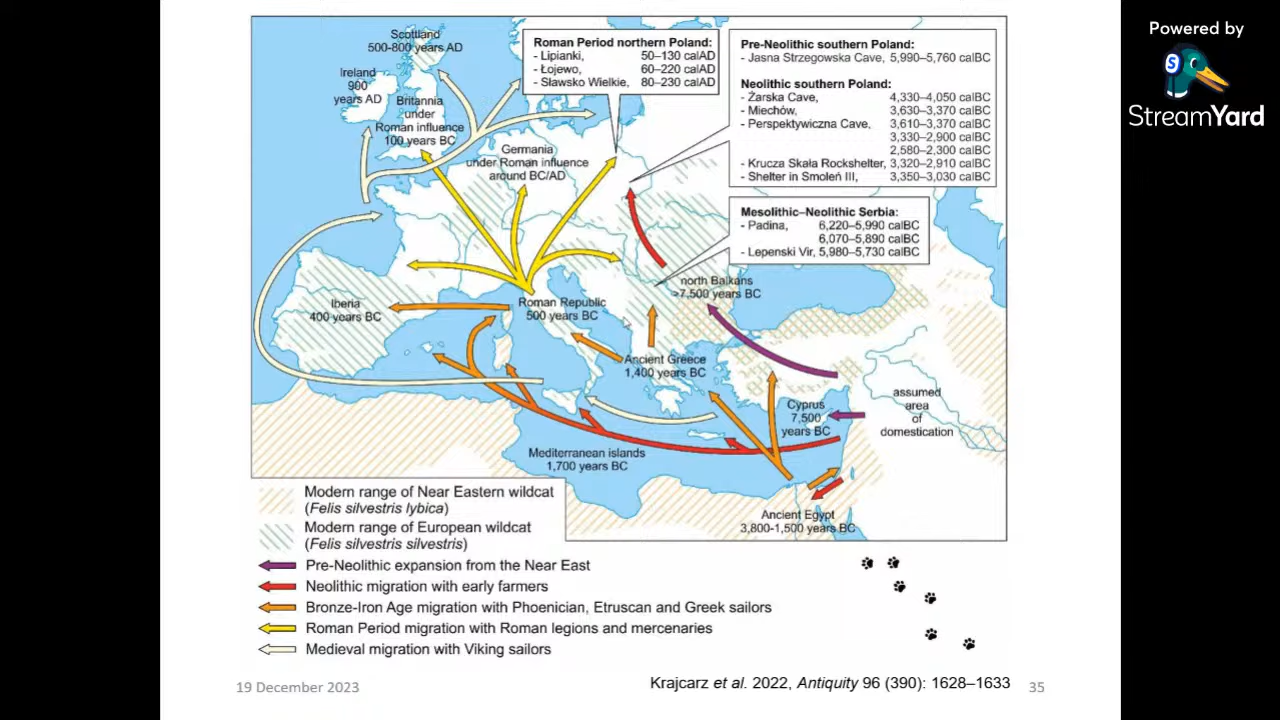 Powered by
StreamYard
Scotland
500-800 years AD
Ireland
900
years AD
Britannia
under
Roman influence
100 years BC
Germania
under Roman influence
around BC/AD
Roman Period northern Poland:
- Lipianki, 50–130 calAD
- Łojewo, 60–220 calAD
- Sławsko Wielkie, 80–230 calAD
Pre-Neolithic southern Poland:
- Jasna Strzegowska Cave, 5,990–5,760 calBC
Neolithic southern Poland:
- Żarska Cave, 4,330–4,050 calBC
- Miechów, 3,630–3,370 calBC
- Perspektywiczna Cave, 3,610–3,370 calBC
3,330–2,900 calBC
2,580–2,300 calBC
- Krucza Skała Rockshelter, 3,320–2,910 calBC
- Shelter in Smoleń III, 3,350–3,030 calBC
Mesolithic–Neolithic Serbia:
- Padina, 6,220–5,990 calBC
6,070–5,890 calBC
- Lepenski Vir, 5,980–5,730 calBC
north Balkans
>7,500 years BC
Iberia
400 years BC
Roman Republic
500 years BC
Ancient Greece
1,400 years BC
Cyprus
7,500
years BC
assumed
area
of
domestication
Mediterranean islands
1,700 years BC
Ancient Egypt
3,800-1,500 years BC
Modern range of Near Eastern wildcat
(Felis silvestris lybica)
Modern range of European wildcat
(Felis silvestris silvestris)
Pre-Neolithic expansion from the Near East
Neolithic migration with early farmers
Bronze-Iron Age migration with Phoenician, Etruscan and Greek sailors
Roman Period migration with Roman legions and mercenaries
Medieval migration with Viking sailors
19 December 2023
Krajcarz et al. 2022, Antiquity 96 (390): 1628–1633
35